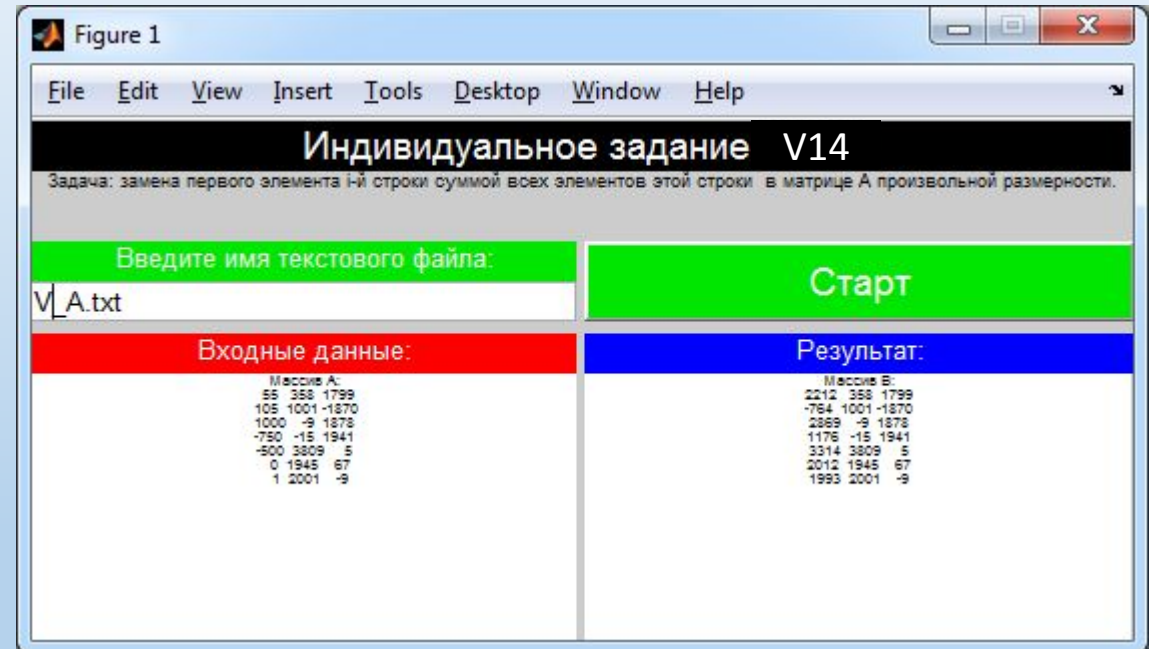 Figure 1
File Edit View Insert Tools Desktop Window Help
Индивидуальное задание V14
Задача: замена первого элемента i-й строки суммой всех элементов этой строки в матрице А произвольной размерности.
Введите имя текстового файла:
V_A.txt
Старт
Входные данные:
Массив А:
55 358 1799
105 1001 -1870
1000 -9 1878
-750 -15 1941
-500 3809 5
0 1945 67
1 2001 -9
Результат:
Массив В:
2212 358 1799
-764 1001 -1870
2869 -9 1878
1176 -15 1941
3314 3809 5
2012 1945 67
1993 2001 -9